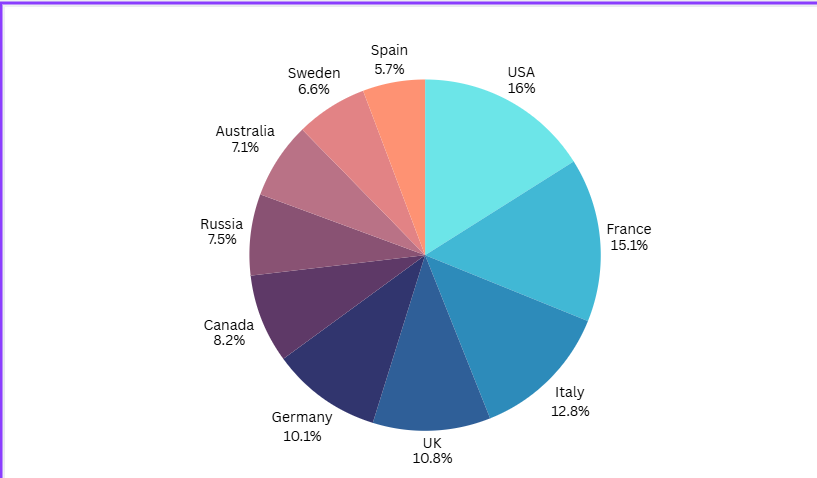 Spain
5.7%
USA
16%
Sweden
6.6%
Australia
7.1%
France
15.1%
Russia
7.5%
Canada
8.2%
Italy
12.8%
Germany
10.1%
UK
10.8%